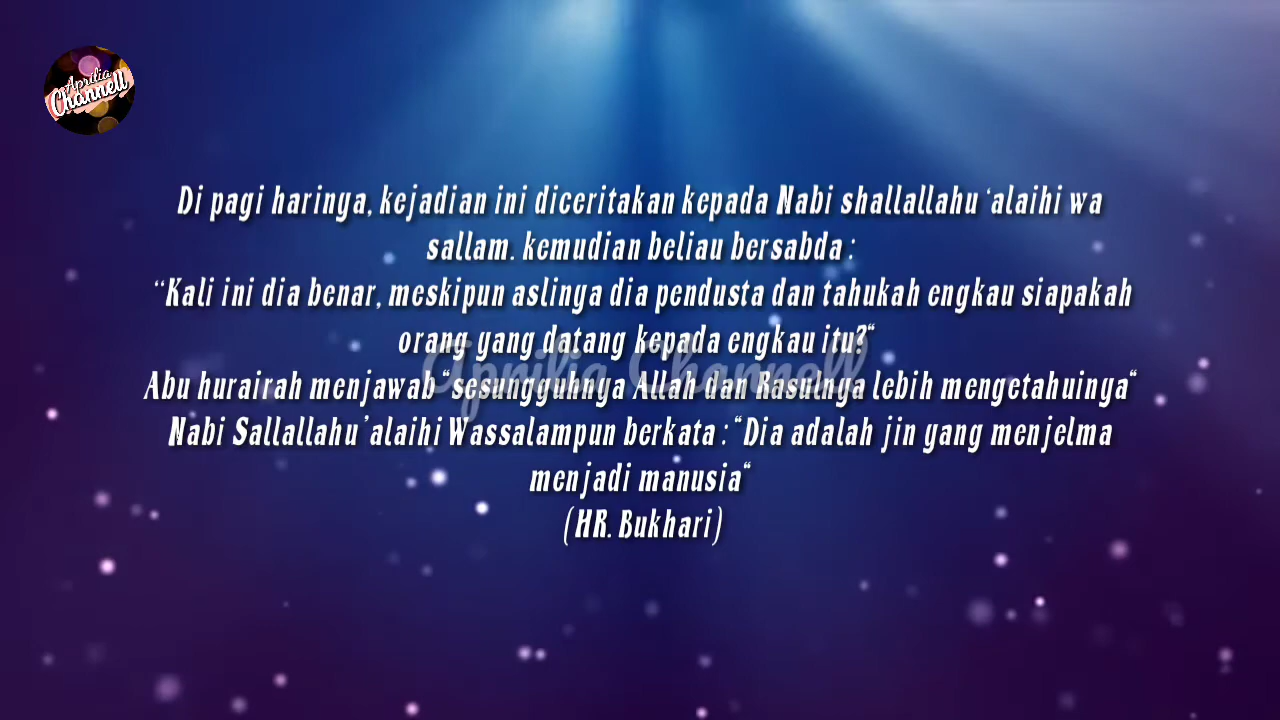 Aprilia
Channell
Di pagi harinya, kejadian ini diceritakan kepada Nabi shallallahu 'alaihi wa
sallam. kemudian beliau bersabda :
''Kali ini dia benar, meskipun aslinya dia pendusta dan tahukah engkau siapakah
orang yang datang kepada engkau itu?“
Aprilia Channell
Abu hurairah menjawab “sesungguhnya Allah dan Rasulnya lebih mengetahuinya“
Nabi Sallallahu'alaihi Wassalampun berkata : “Dia adalah jin yang menjelma
menjadi manusia“
(HR. Bukhari)